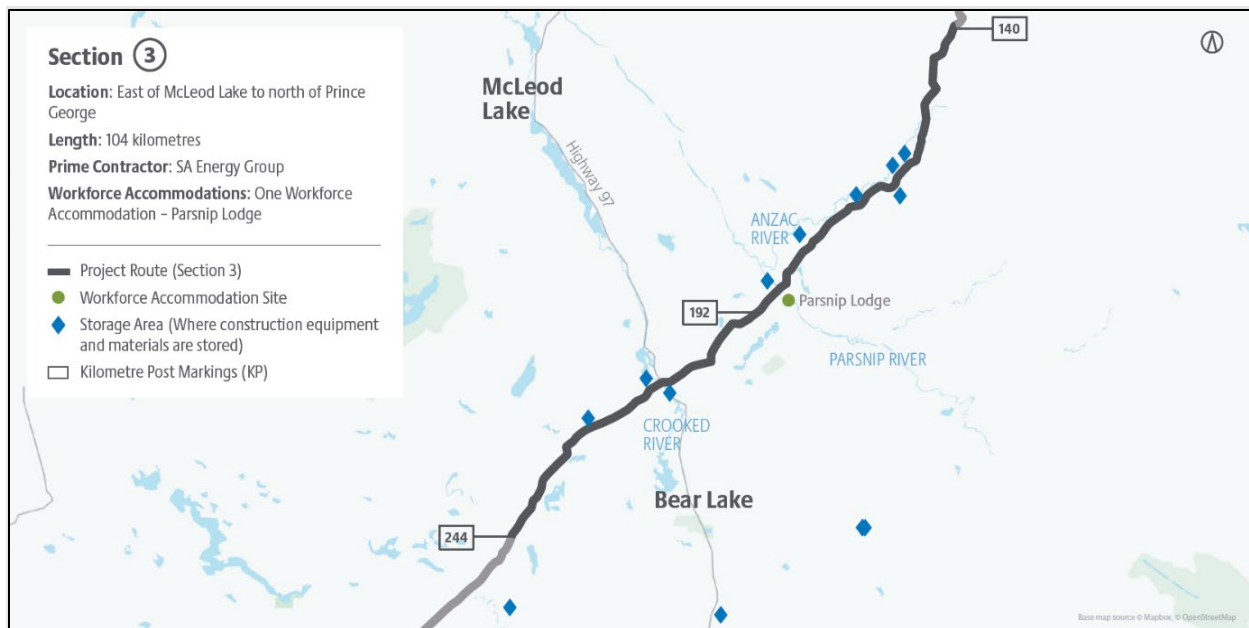 Section 3
Location: East of McLeod Lake to north of Prince
George
Length: 104 kilometres
Prime Contractor: SA Energy Group
Workforce Accommodations: One Workforce
Accommodation – Parsnip Lodge
Project Route (Section 3)
Workforce Accommodation Site
Storage Area (Where construction equipment
and materials are stored)
Kilometre Post Markings (KP)
140
McLeod
Lake
Highway 97
ANZAC
RIVER
Parsnip Lodge
192
PARSNIP RIVER
CROOKED
RIVER
Bear Lake
244
Base map source © Mapbox, © OpenStreetMap